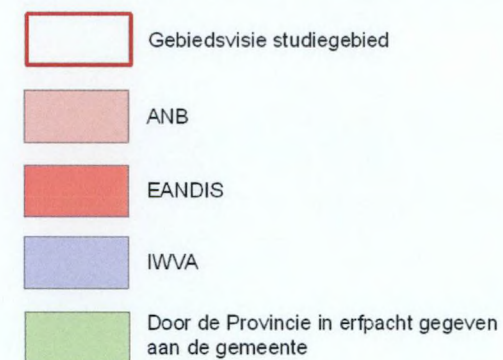 Gebiedsvisie studiegebied
ANB
EANDIS
IWVA
Door de Provincie in erfpacht gegeven
aan de gemeente